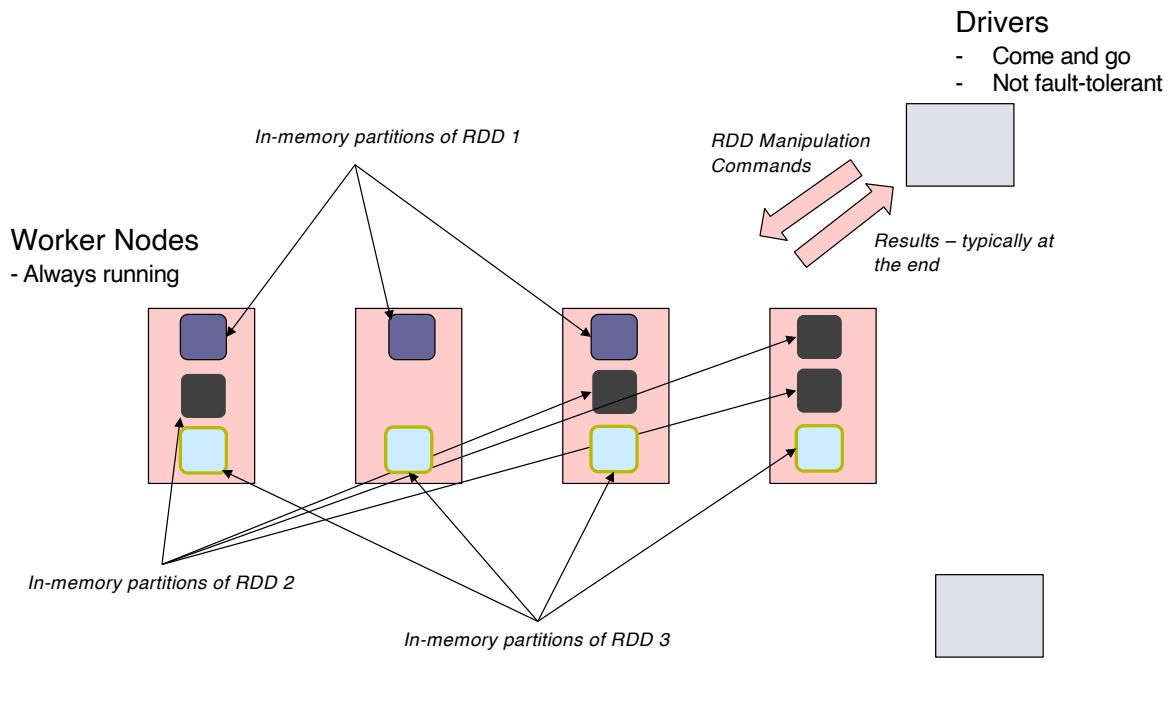 Drivers
- Come and go
- Not fault-tolerant
In-memory partitions of RDD 1
RDD Manipulation
Commands
Worker Nodes
- Always running
Results – typically at
the end
In-memory partitions of RDD 2
In-memory partitions of RDD 3